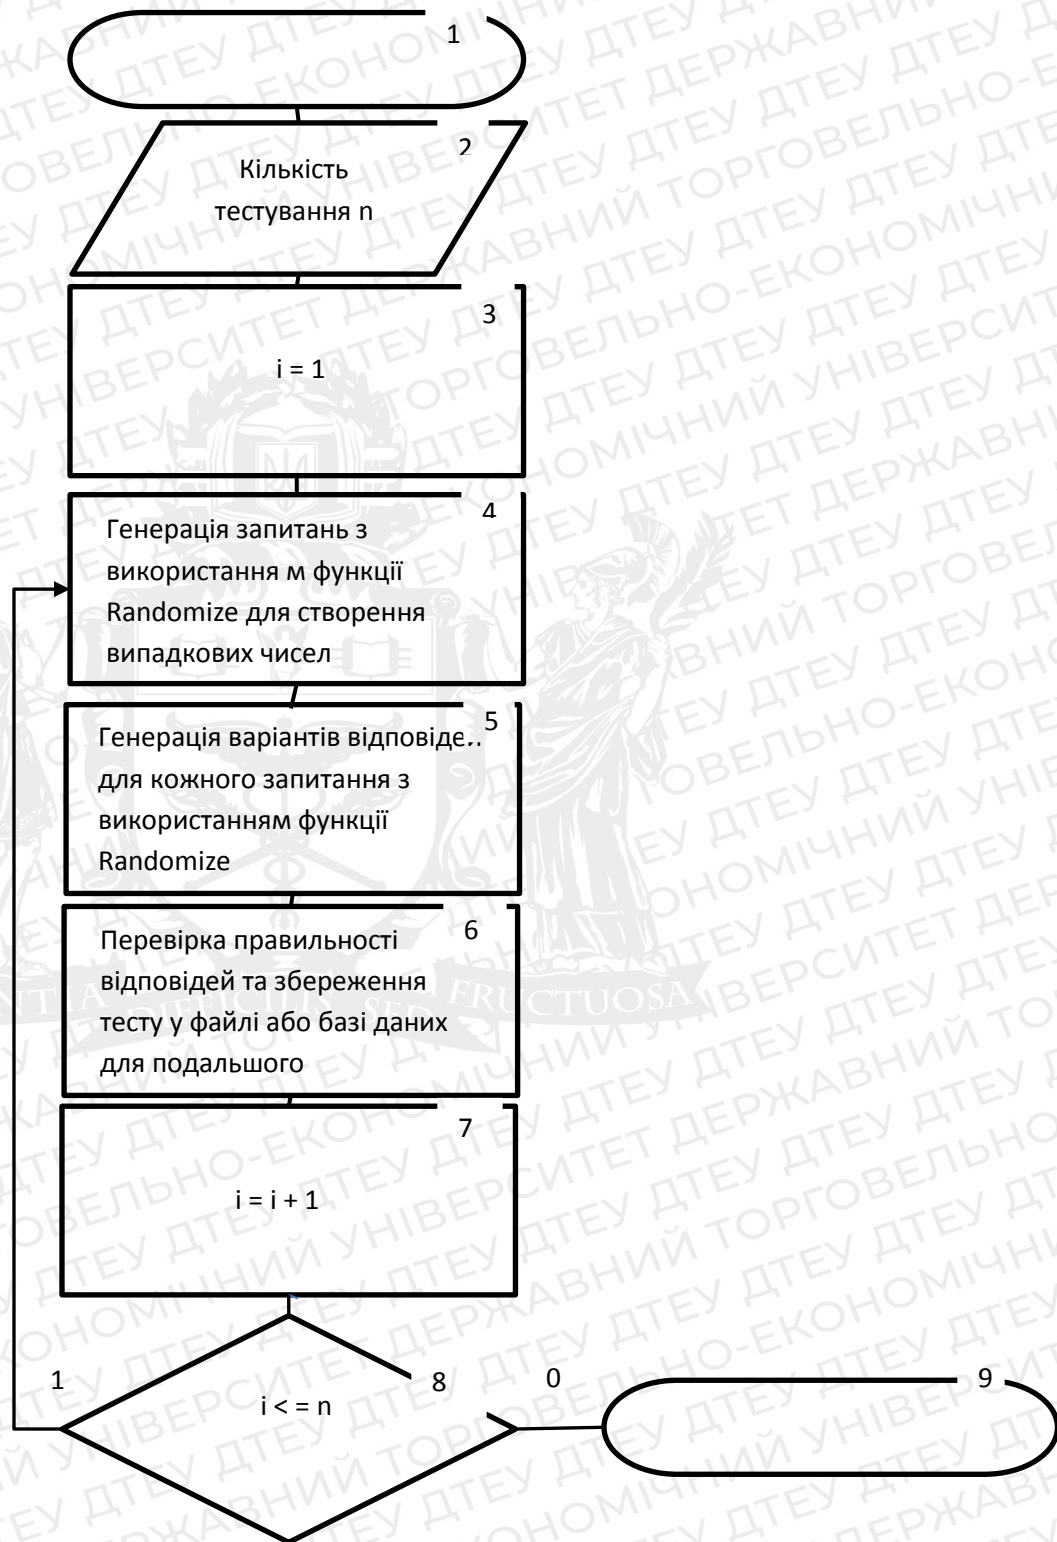 1
2
Кількість
тестування n
3
i = 1
4
Генерація запитань з
використання м функції
Randomize для створення
випадкових чисел
5
Генерація варіантів
для кожного запитання з
використанням функції
Randomize
6
Перевірка правильності
відповідей та збереження
тесту у файлі або базі даних
для подальшого
7
i = i + 1
1
8
0
9
i < = n